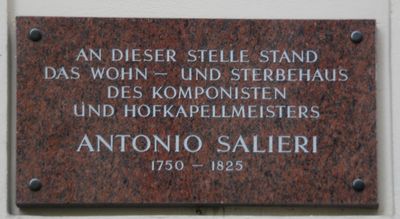 AN DIESER STELLE STAND
DAS WOHN – UND STERBEHAUS
DES KOMPONISTEN
UND HOFKAPELLMEISTERS
ANTONIO SALIERI
1750 – 1825